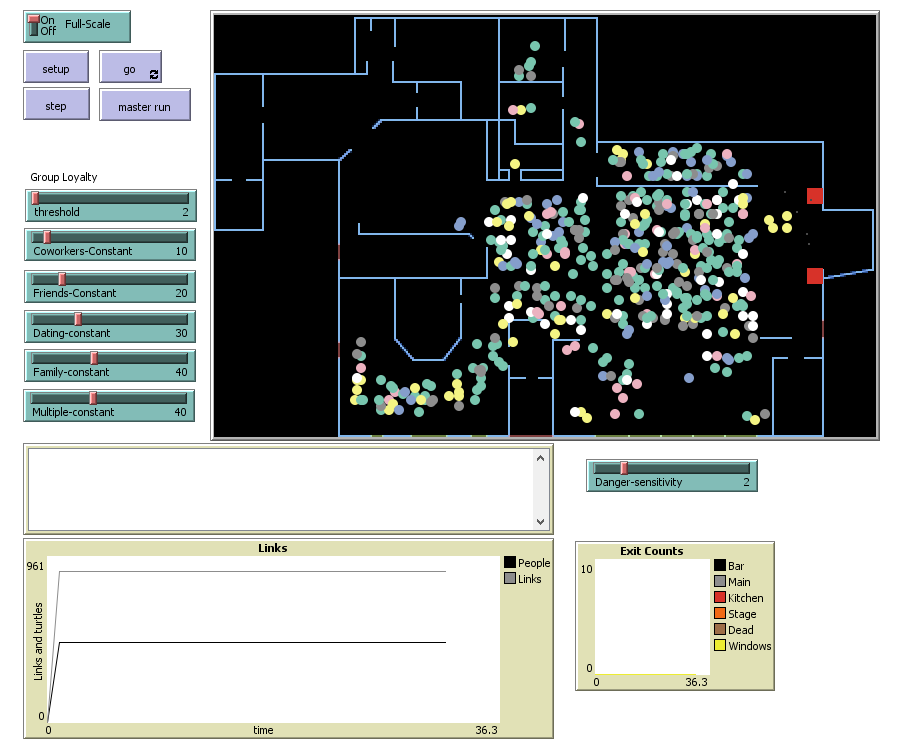 On
Off
Full-Scale
setup
go
step
master run
Group Loyalty
threshold 2
Coworkers-Constant 10
Friends-Constant 20
Dating-constant 30
Family-constant 40
Multiple-constant 40
Danger-sensitivity 2
Links
961
Links and turtles
0
0
time
36.3
People
Links
Exit Counts
10
0
0
36.3
Bar
Main
Kitchen
Stage
Dead
Windows